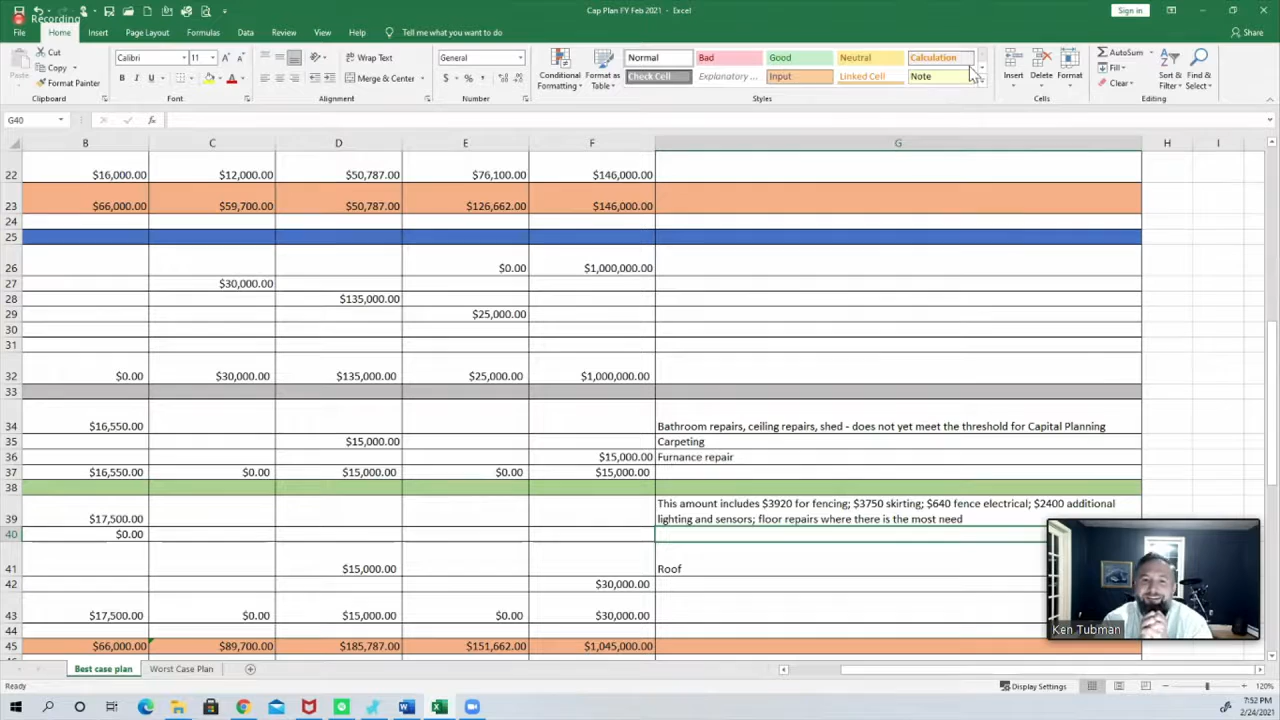 Recording
Cap Plan FY Feb 2021 - Excel
Sign in
File Home Insert Page Layout Formulas Data Review View Help Tell me what you want to do Share
Paste Cut Copy Format Painter
Clipboard
Calibri 11
B I U A
Font
Wrap Text
Merge & Center
Alignment
General
$ % ,
Number
Conditional Formatting
Format as Table
Normal Bad Good Neutral Calculation
Check Cell Explanatory ... Input Linked Cell Note
Styles
Insert Delete Format
Cells
AutoSum
Fill
Clear
Sort & Filter
Find & Select
Editing
G40 fx
B C D E F G H I
22 $16,000.00 $12,000.00 $50,787.00 $76,100.00 $146,000.00
23 $66,000.00 $59,700.00 $50,787.00 $126,662.00 $146,000.00
24
25
26 $0.00 $1,000,000.00
27 $30,000.00
28 $135,000.00
29 $25,000.00
30
31
32 $0.00 $30,000.00 $135,000.00 $25,000.00 $1,000,000.00
33
34 $16,550.00 Bathroom repairs, ceiling repairs, shed - does not yet meet the threshold for Capital Planning
35 $15,000.00 Carpeting
36 $15,000.00 Furnance repair
37 $16,550.00 $0.00 $15,000.00 $0.00 $15,000.00
38
This amount includes $3920 for fencing; $3750 skirting; $640 fence electrical; $2400 additional
39 $17,500.00 lighting and sensors; floor repairs where there is the most need
40 $0.00
41 $15,000.00 Roof
42 $30,000.00
43 $17,500.00 $0.00 $15,000.00 $0.00 $30,000.00
44
45 $66,000.00 $89,700.00 $185,787.00 $151,662.00 $1,045,000.00
Ken Tubman
Best case plan Worst Case Plan
Ready Display Settings 120%
7:52 PM
2/24/2021